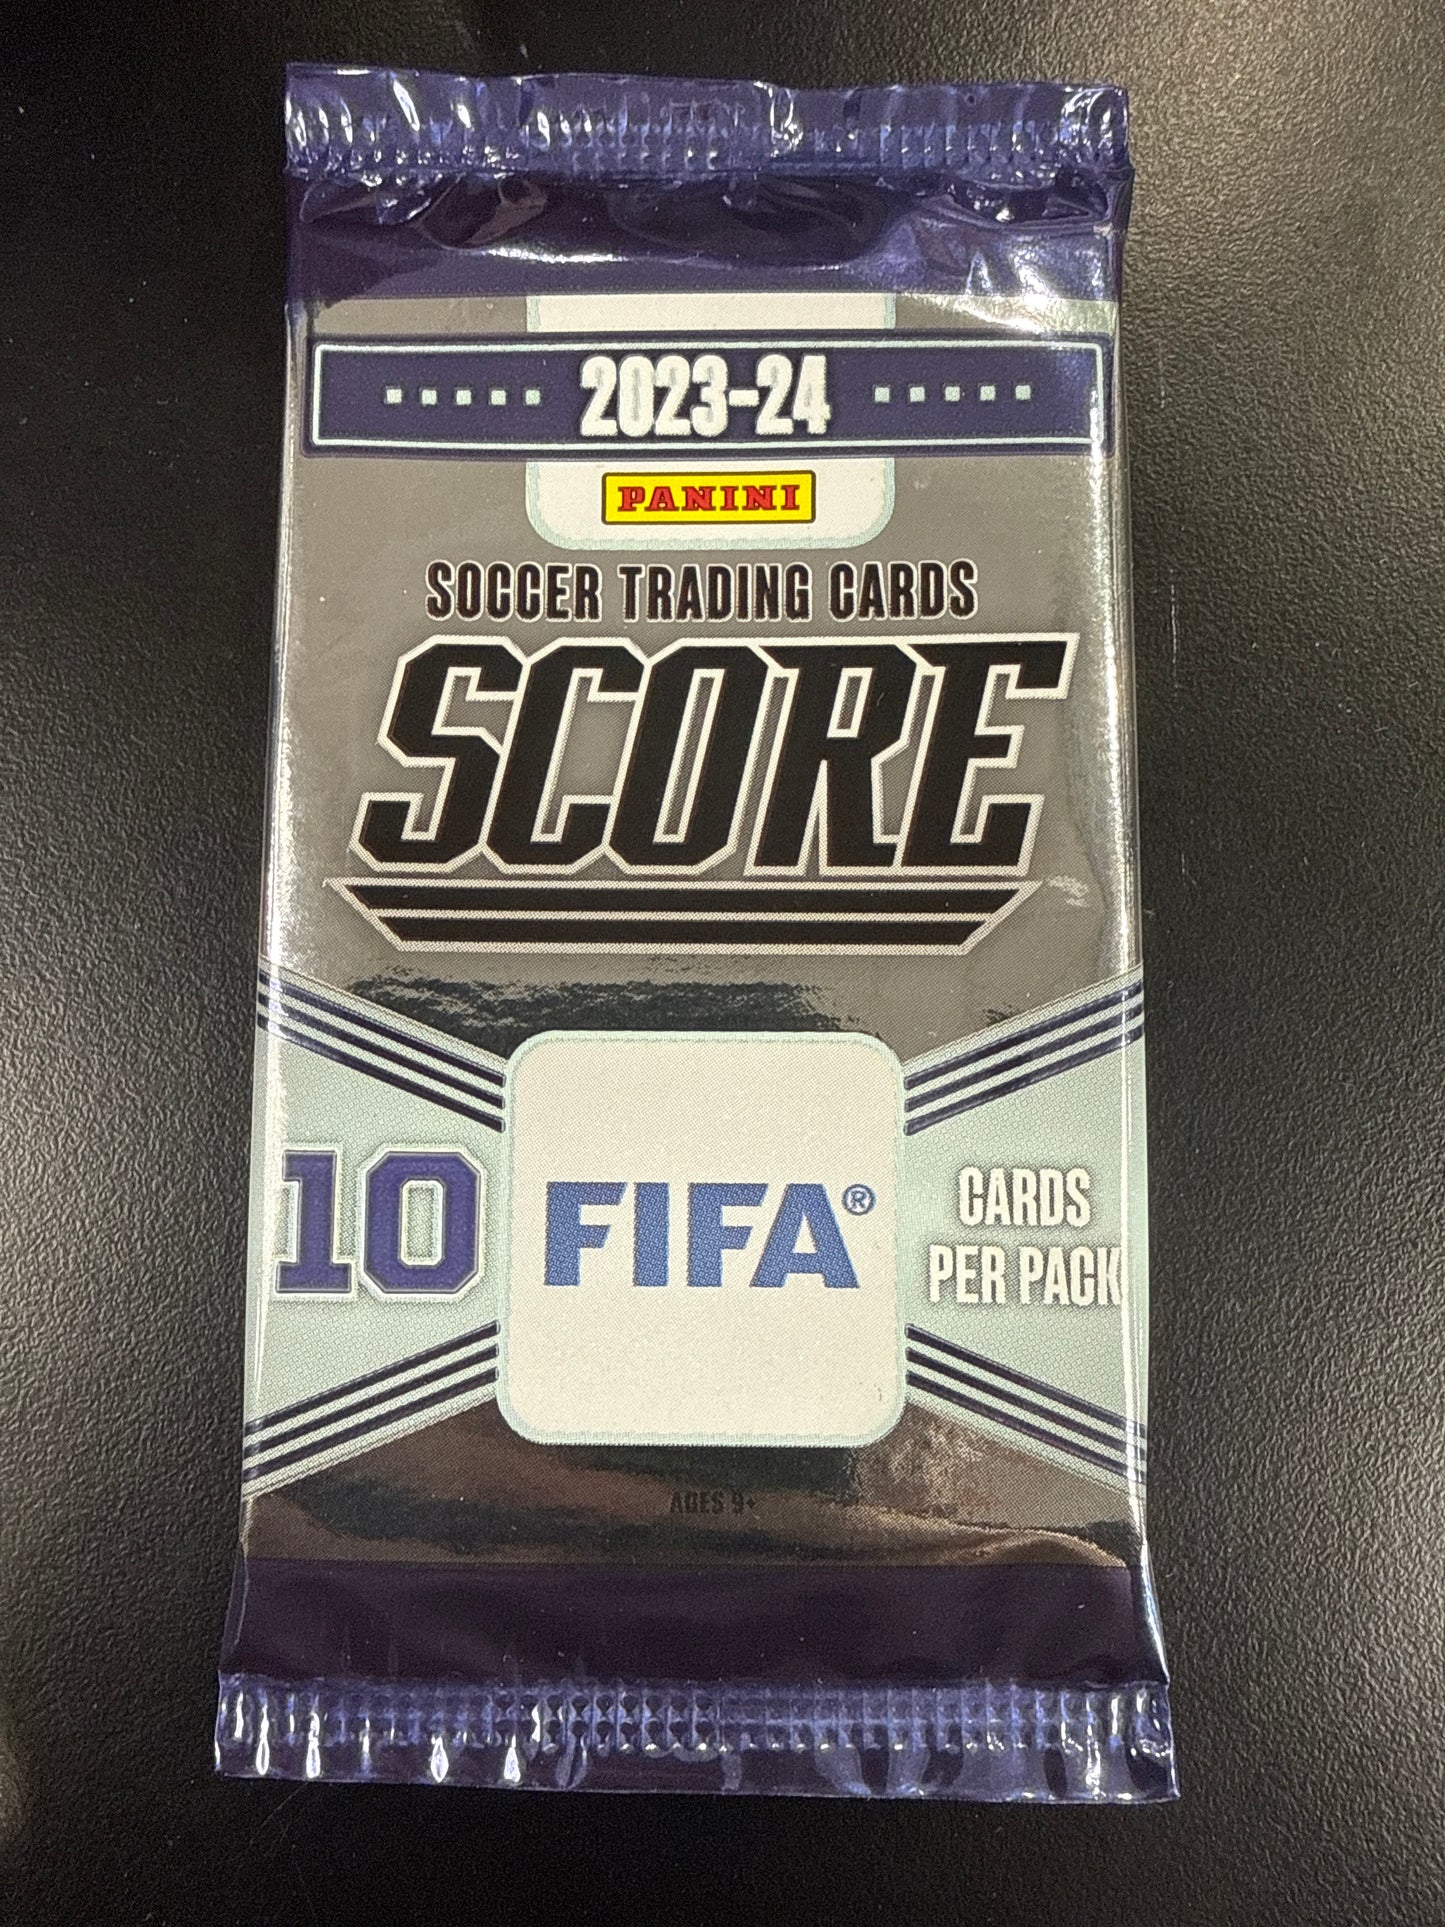 2023-24
PANINI
SOCCER TRADING CARDS
SCORE
10
FIFA®
CARDS
PER PACK
AGES 9+